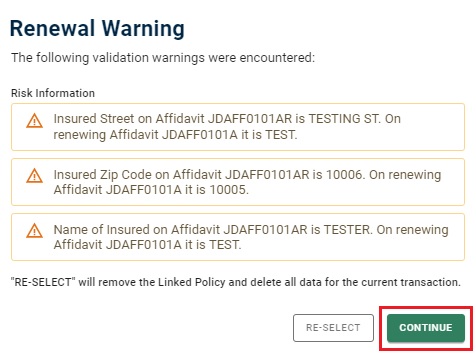 Renewal Warning
The following validation warnings were encountered:
Risk Information
Insured Street on Affidavit JDAFF0101AR is TESTING ST. On
renewing Affidavit JDAFF0101A it is TEST.
Insured Zip Code on Affidavit JDAFF0101AR is 10006. On renewing
Affidavit JDAFF0101A it is 10005.
Name of Insured on Affidavit JDAFF0101AR is TESTER. On renewing
Affidavit JDAFF0101A it is TEST.
"RE-SELECT" will remove the Linked Policy and delete all data for the current transaction.
RE-SELECT
CONTINUE